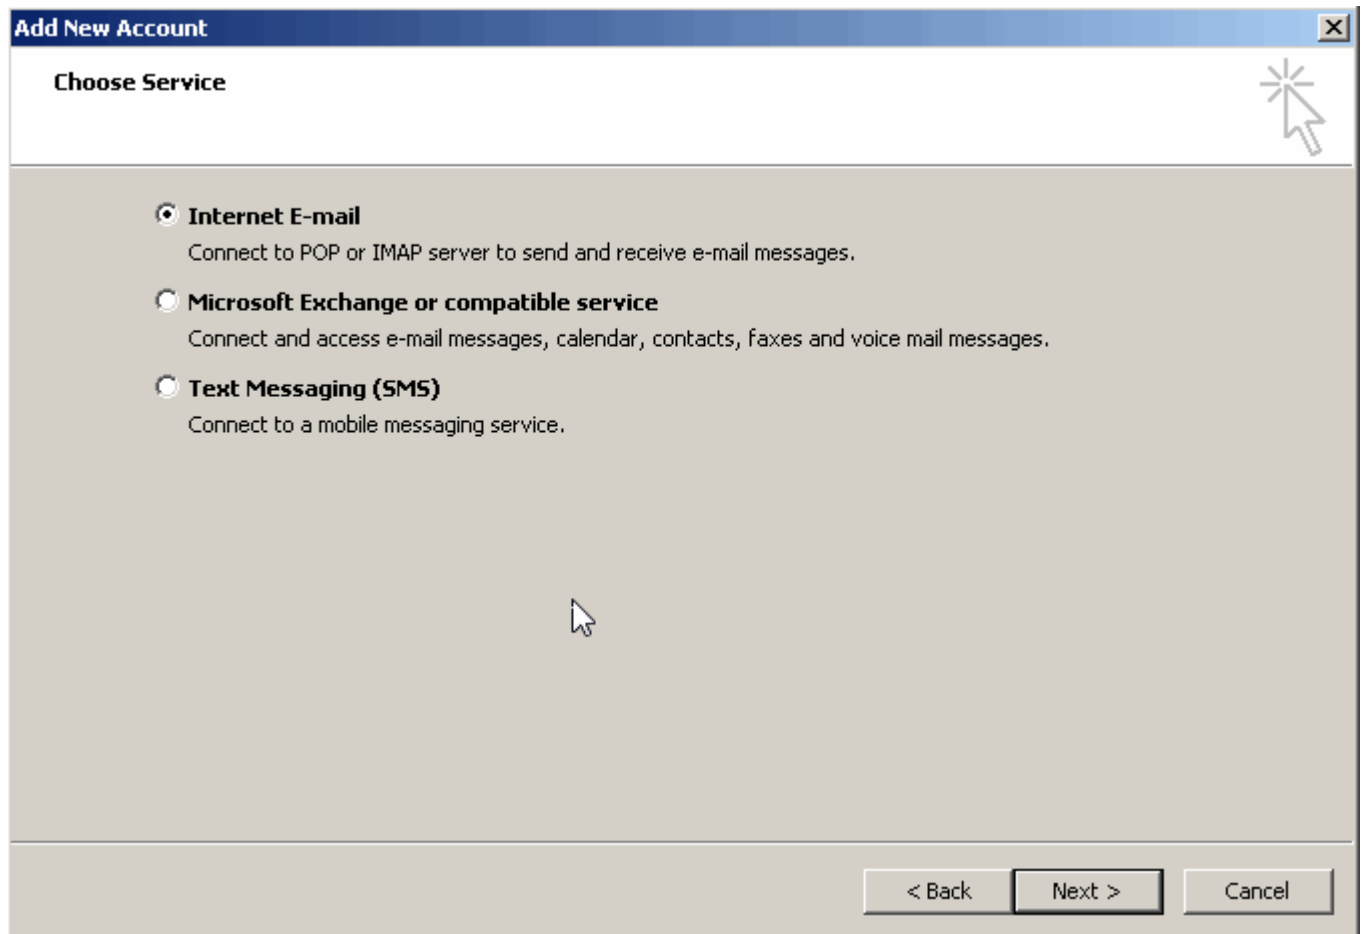 Add New Account
Choose Service
Internet E-mail
Connect to POP or IMAP server to send and receive e-mail messages.
Microsoft Exchange or compatible service
Connect and access e-mail messages, calendar, contacts, faxes and voice mail messages.
Text Messaging (SMS)
Connect to a mobile messaging service.
< Back Next > Cancel